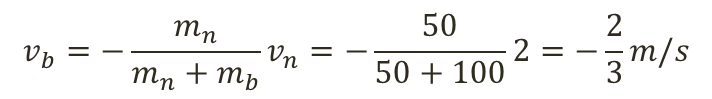 $v_b = -\frac{m_n}{m_n + m_b} v_n = -\frac{50}{50 + 100} 2 = -\frac{2}{3} m/s$